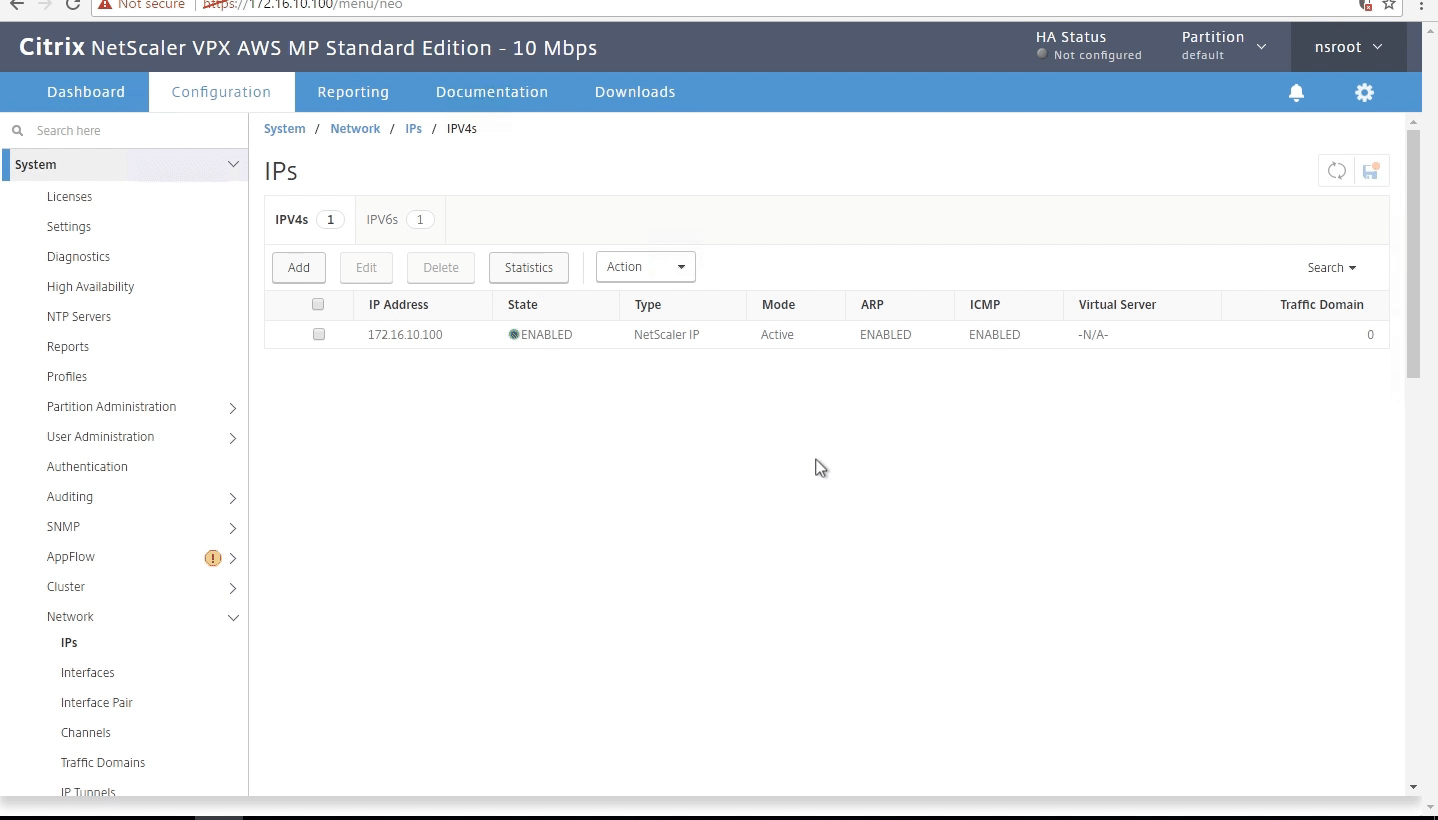 Not secure https://172.16.10.100/menu/neo
Citrix NetScaler VPX AWS MP Standard Edition - 10 Mbps
HA Status
Not configured
Partition
default
nsroot
Dashboard Configuration Reporting Documentation Downloads
Search here
System / Network / IPs / IPV4s
System
IPs
Licenses
Settings
Diagnostics
High Availability
NTP Servers
Reports
Profiles
Partition Administration
User Administration
Authentication
Auditing
SNMP
AppFlow
Cluster
Network
IPs
Interfaces
Interface Pair
Channels
Traffic Domains
IP Tunnels
IPV4s 1 IPV6s 1
Add Edit Delete Statistics Action Search
IP Address State Type Mode ARP ICMP Virtual Server Traffic Domain
172.16.10.100 ENABLED NetScaler IP Active ENABLED ENABLED -N/A- 0